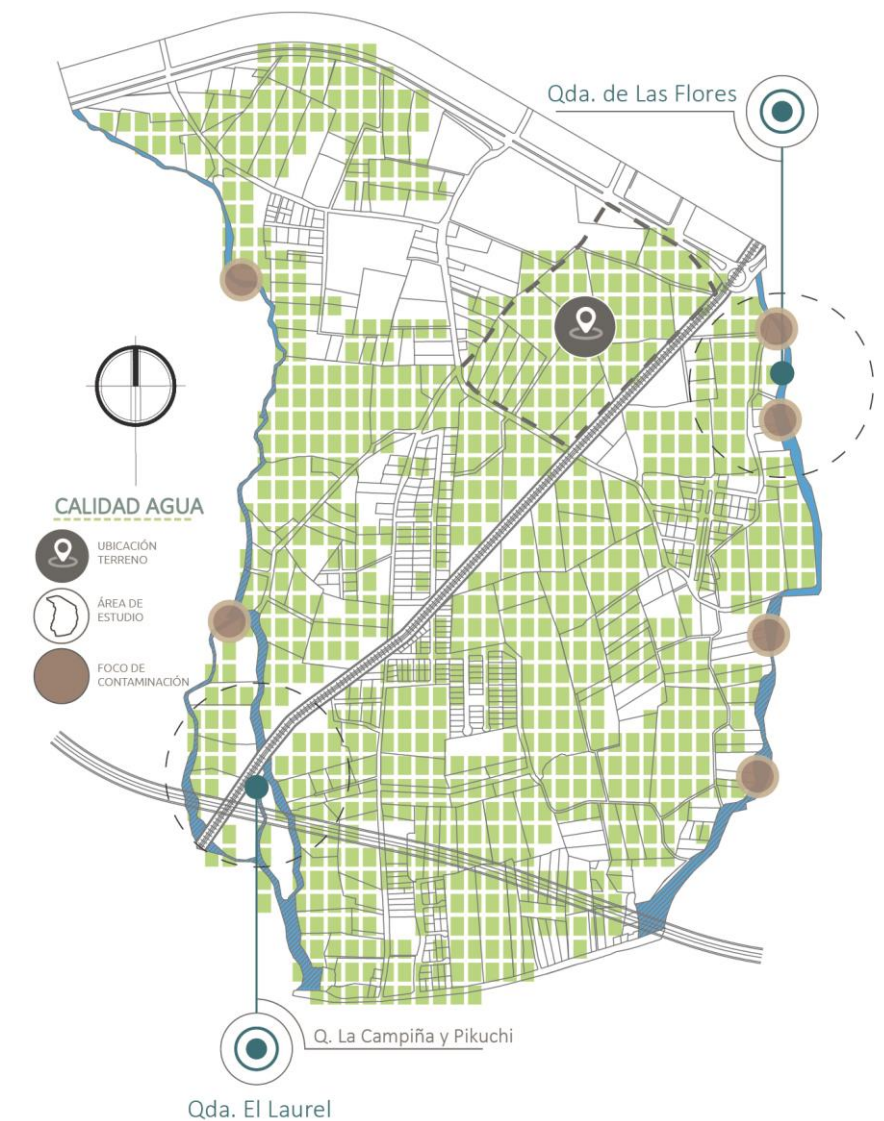 Qda. de Las Flores
CALIDAD AGUA
UBICACIÓN
TERRENO
ÁREA DE
ESTUDIO
FOCO DE
CONTAMINACIÓN
Q. La Campiña y Pikuchi
Qda. El Laurel